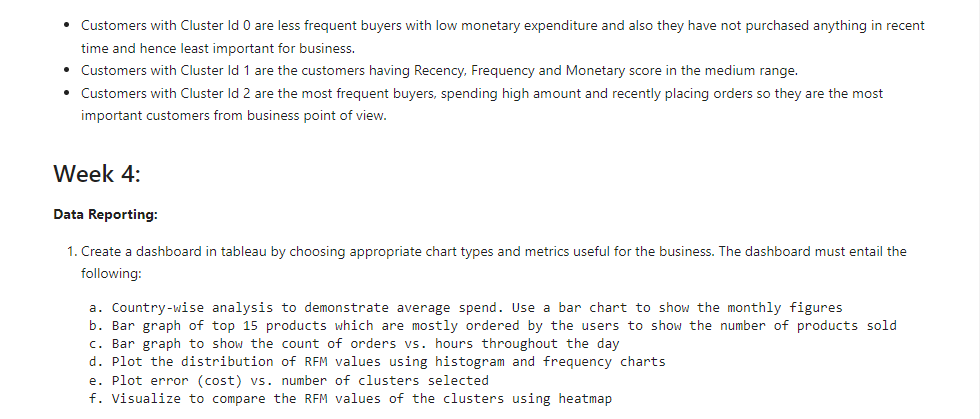 • Customers with Cluster Id 0 are less frequent buyers with low monetary expenditure and also they have not purchased anything in recent
time and hence least important for business.
• Customers with Cluster Id 1 are the customers having Recency, Frequency and Monetary score in the medium range.
• Customers with Cluster Id 2 are the most frequent buyers, spending high amount and recently placing orders so they are the most
important customers from business point of view.
Week 4:
Data Reporting:
1. Create a dashboard in tableau by choosing appropriate chart types and metrics useful for the business. The dashboard must entail the
following:
a. Country-wise analysis to demonstrate average spend. Use a bar chart to show the monthly figures
b. Bar graph of top 15 products which are mostly ordered by the users to show the number of products sold
c. Bar graph to show the count of orders vs. hours throughout the day
d. Plot the distribution of RFM values using histogram and frequency charts
e. Plot error (cost) vs. number of clusters selected
f. Visualize to compare the RFM values of the clusters using heatmap